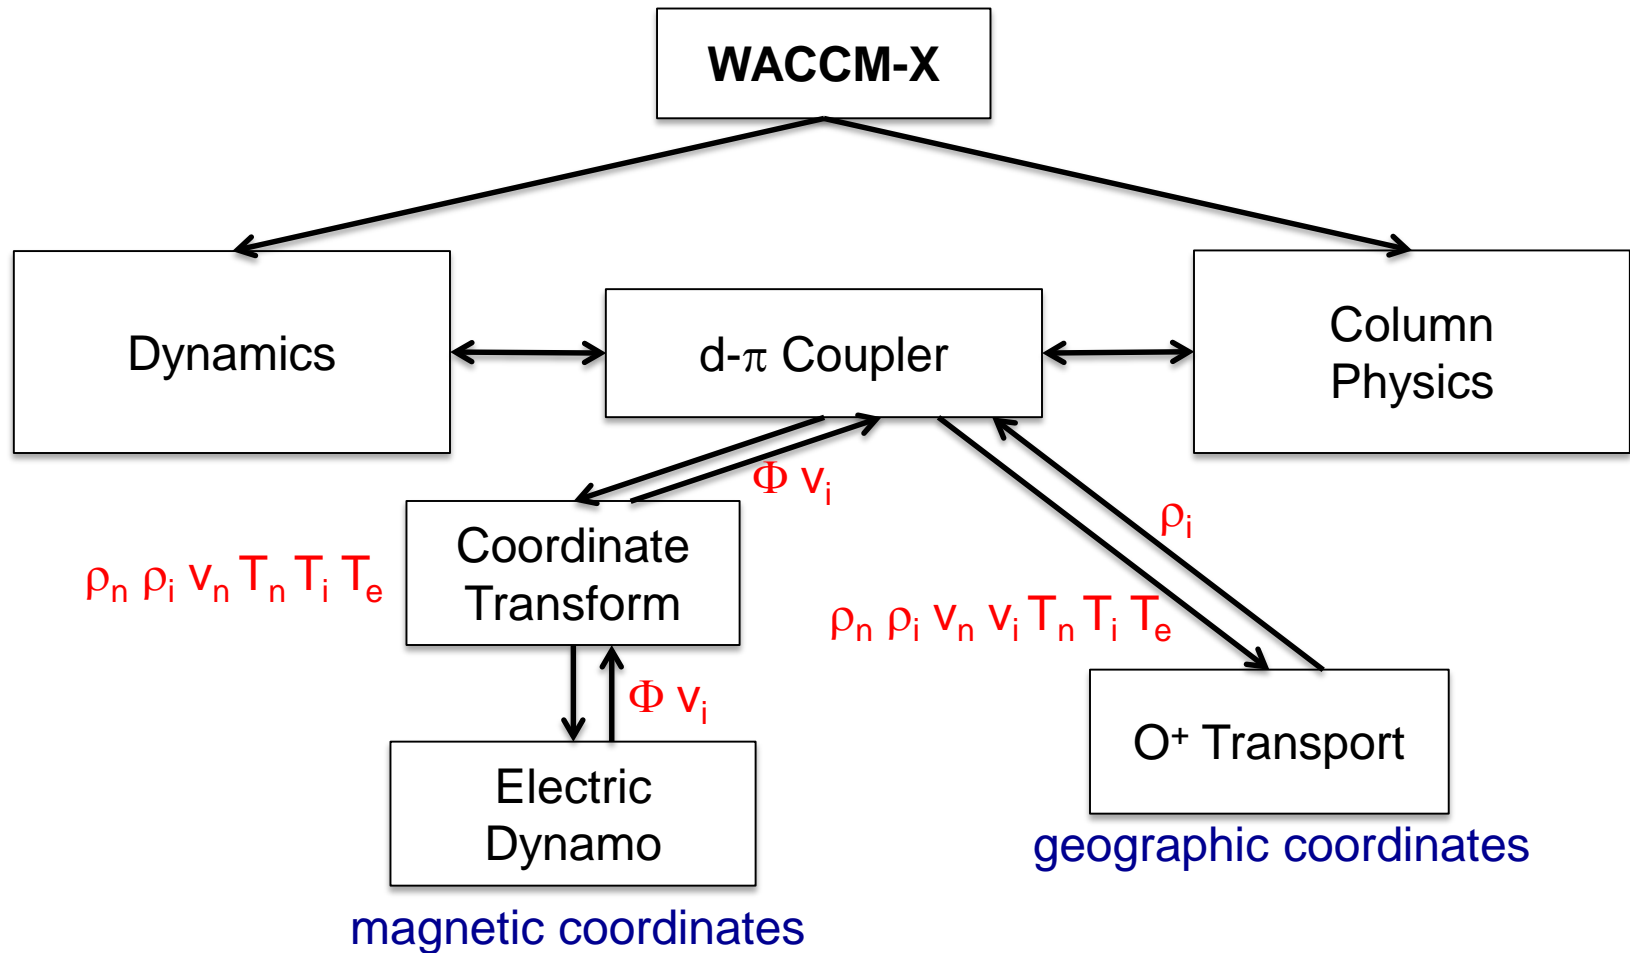 WACCM-X
Dynamics
d-π Coupler
Column
Physics
Φ vᵢ
Coordinate
Transform
ρₙ ρᵢ vₙ Tₙ Tᵢ Tₑ
ρᵢ
ρₙ ρᵢ vₙ vᵢ Tₙ Tᵢ Tₑ
Φ vᵢ
Electric
Dynamo
O⁺ Transport
geographic coordinates
magnetic coordinates